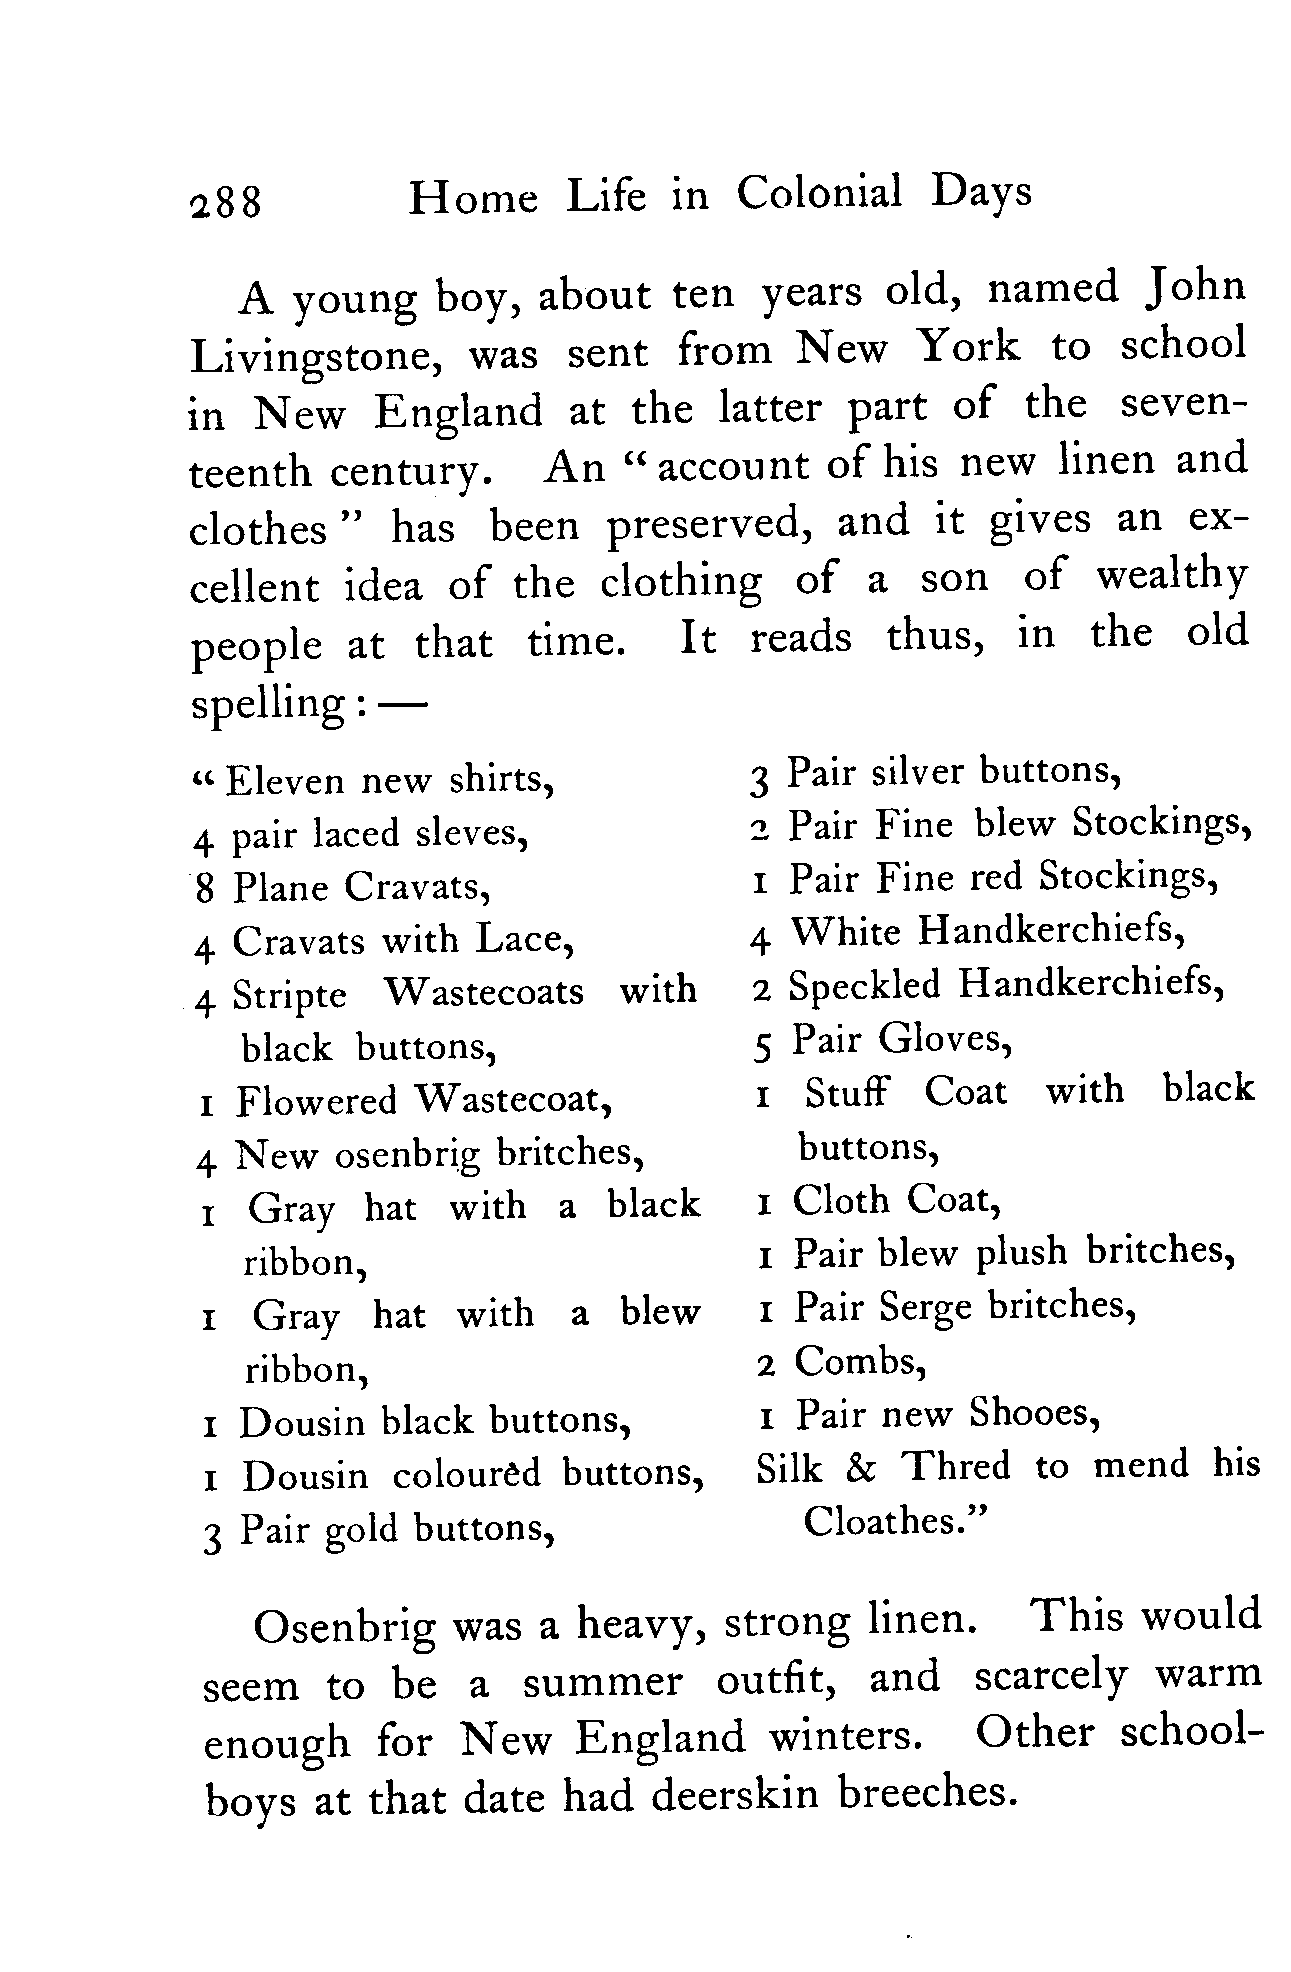 288 Home Life in Colonial Days
A young boy, about ten years old, named John
Livingstone, was sent from New York to school
in New England at the latter part of the seven-
teenth century. An “account of his new linen and
clothes” has been preserved, and it gives an ex-
cellent idea of the clothing of a son of wealthy
people at that time. It reads thus, in the old
spelling:—
“Eleven new shirts,
4 pair laced sleves,
8 Plane Cravats,
4 Cravats with Lace,
4 Stripte Wastecoats with
black buttons,
1 Flowered Wastecoat,
4 New osenbrig britches,
1 Gray hat with a black
ribbon,
1 Gray hat with a blew
ribbon,
1 Dousin black buttons,
1 Dousin coloured buttons,
3 Pair gold buttons,
3 Pair silver buttons,
2 Pair Fine blew Stockings,
1 Pair Fine red Stockings,
4 White Handkerchiefs,
2 Speckled Handkerchiefs,
5 Pair Gloves,
1 Stuff Coat with black
buttons,
1 Cloth Coat,
1 Pair blew plush britches,
1 Pair Serge britches,
2 Combs,
1 Pair new Shooes,
Silk & Thred to mend his
Cloathes.”
Osenbrig was a heavy, strong linen. This would
seem to be a summer outfit, and scarcely warm
enough for New England winters. Other school-
boys at that date had deerskin breeches.